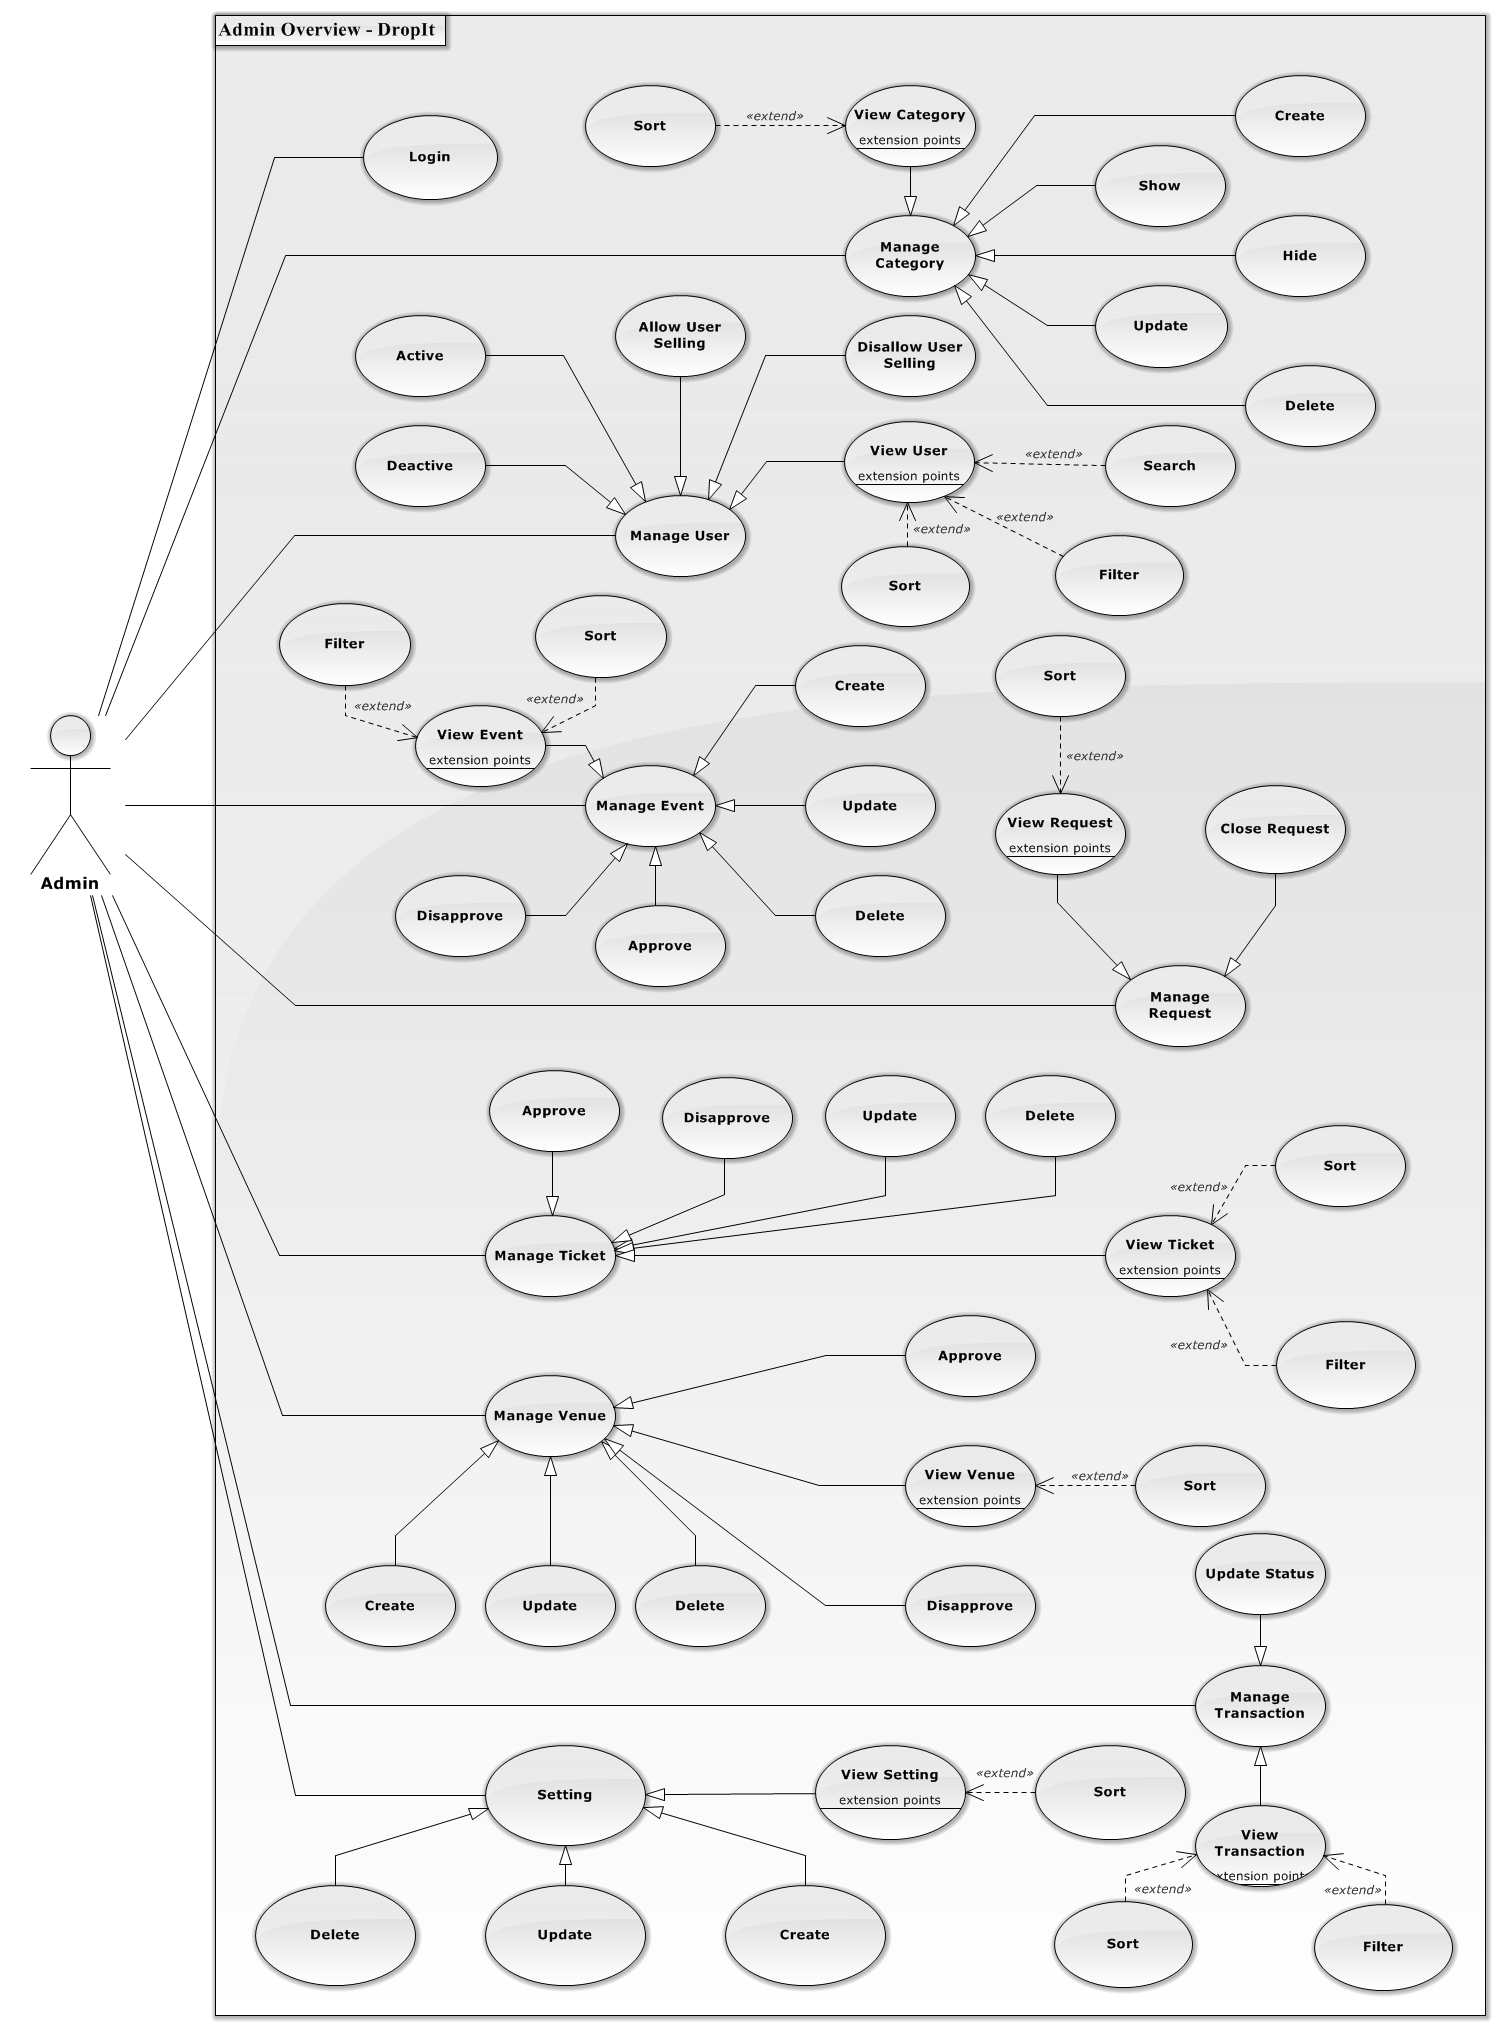 Admin Overview - DropIt
Login
Sort
«extend»
View Category
extension points
Create
Show
Manage
Category
Hide
Update
Delete
Active
Allow User
Selling
Disallow User
Selling
Deactive
View User
extension points
«extend»
Search
Manage User
«extend»
Sort
«extend»
Filter
Filter
Sort
«extend»
«extend»
View Event
extension points
Create
Manage Event
Update
Disapprove
Approve
Delete
Sort
«extend»
View Request
extension points
Close Request
Manage
Request
Admin
Approve
Disapprove
Update
Delete
Sort
«extend»
Manage Ticket
View Ticket
extension points
«extend»
Filter
Approve
Manage Venue
View Venue
extension points
«extend»
Sort
Create
Update
Delete
Disapprove
Update Status
Manage
Transaction
Setting
View Setting
extension points
«extend»
Sort
View
Transaction
«extend»
«extend»
Delete
Update
Create
Sort
Filter